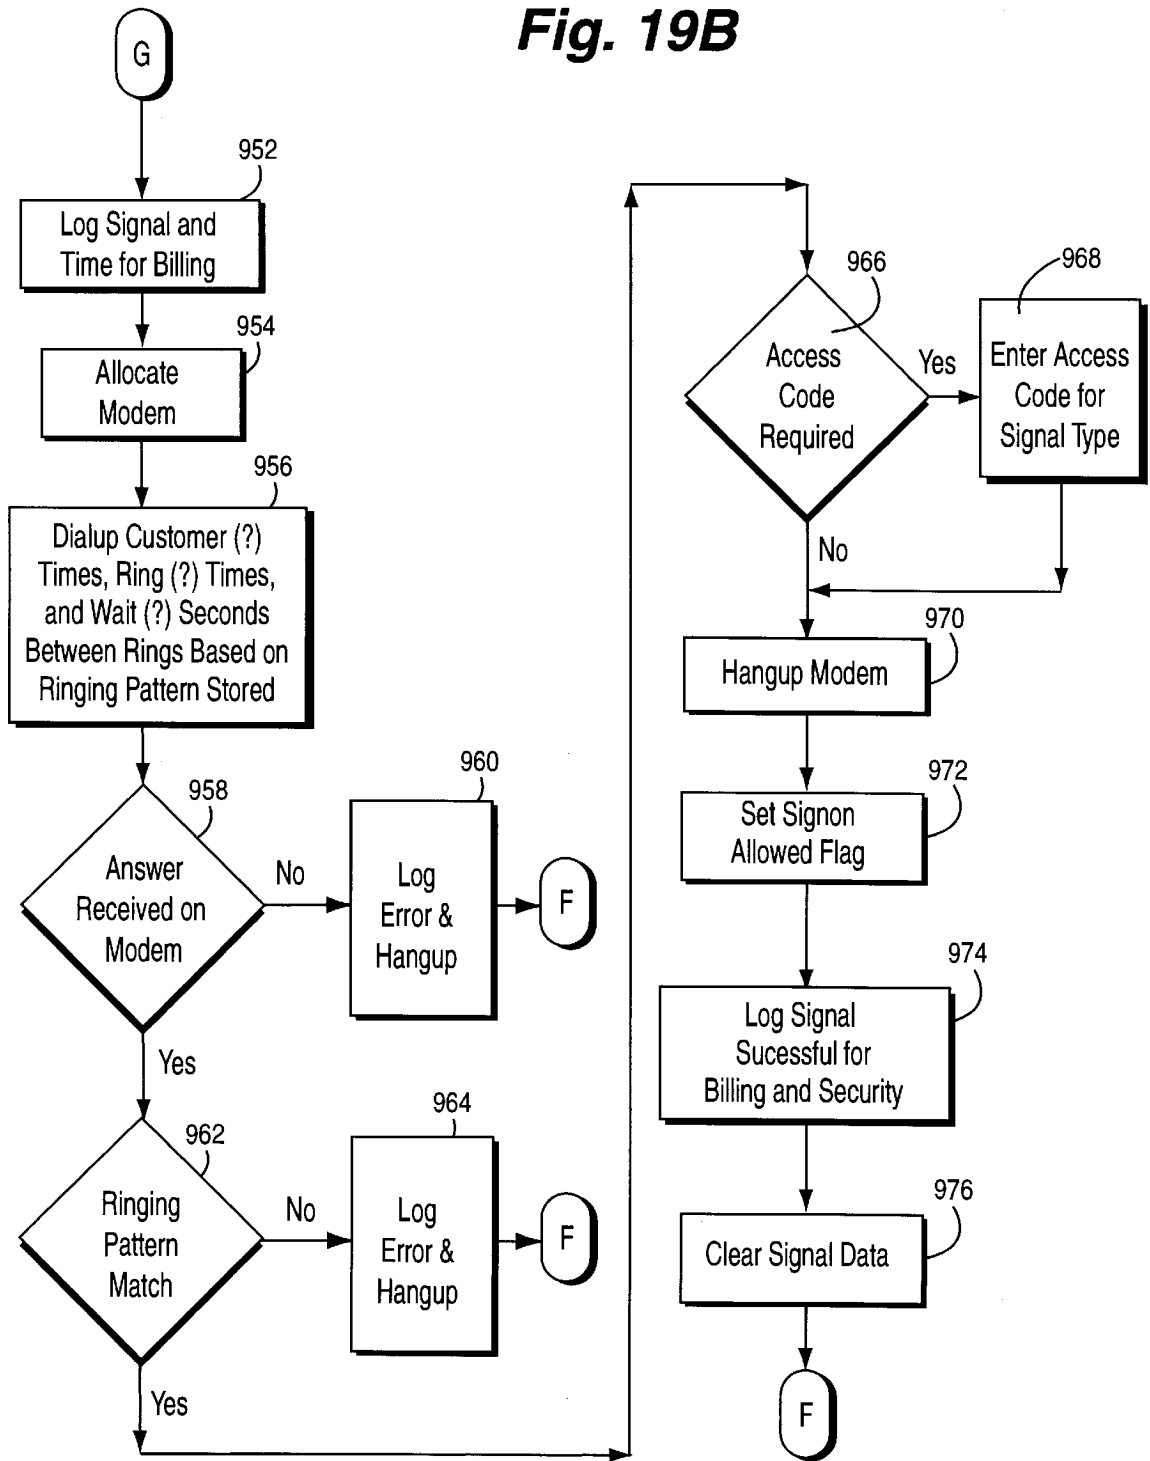 Fig. 19B
G
952
Log Signal and
Time for Billing
954
Allocate
Modem
956
Dialup Customer (?)
Times, Ring (?) Times,
and Wait (?) Seconds
Between Rings Based on
Ringing Pattern Stored
958
Answer
Received on
Modem
No
960
Log
Error &
Hangup
F
Yes
962
Ringing
Pattern
Match
No
964
Log
Error &
Hangup
F
Yes
966
Access
Code
Required
Yes
968
Enter Access
Code for
Signal Type
No
970
Hangup Modem
972
Set Signon
Allowed Flag
974
Log Signal
Sucessful for
Billing and Security
976
Clear Signal Data
F